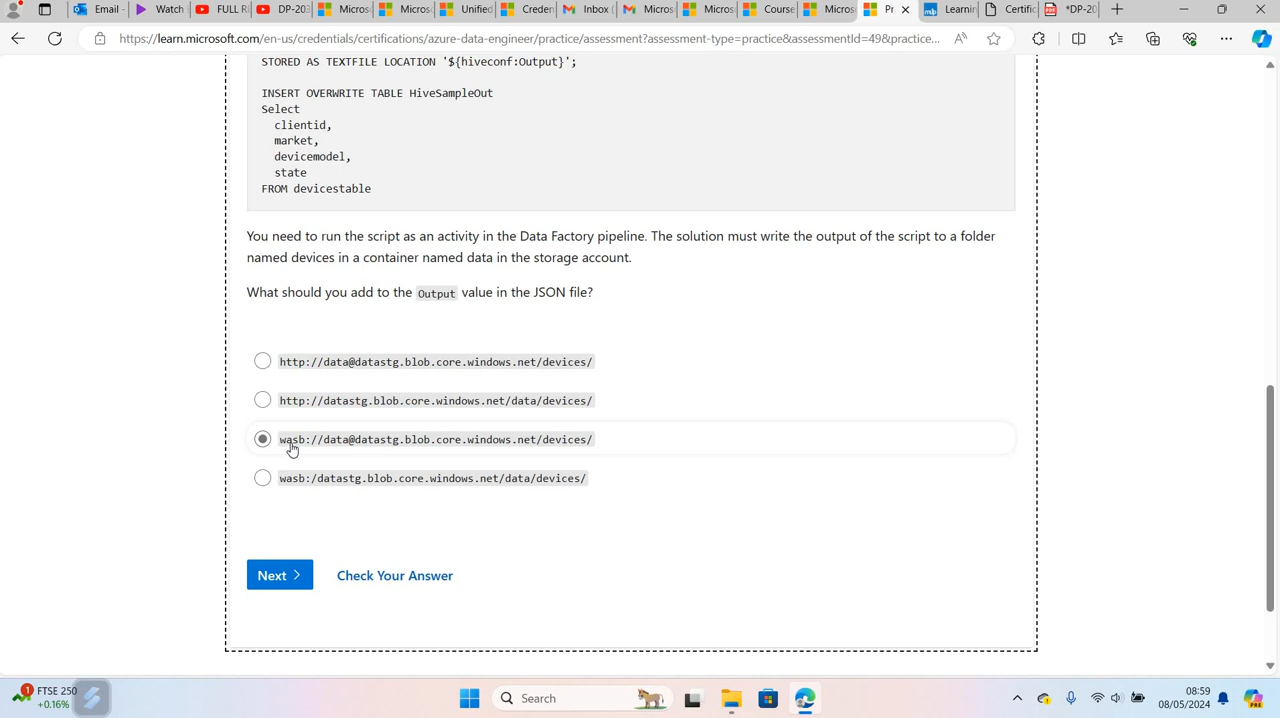 Email -
Watch
FULL R
DP-203
Micros
Micros
Unified
Creden
Inbox (
Micros
Micros
Course
Micros
Pr
Learnin
Certific
*DP-20
https://learn.microsoft.com/en-us/credentials/certifications/azure-data-engineer/practice/assessment?assessment-type=practice&assessmentId=49&practice...
STORED AS TEXTFILE LOCATION '${hiveconf:Output}';
INSERT OVERWRITE TABLE HiveSampleOut
Select
clientid,
market,
devicemodel,
state
FROM devicestable
You need to run the script as an activity in the Data Factory pipeline. The solution must write the output of the script to a folder
named devices in a container named data in the storage account.
What should you add to the Output value in the JSON file?
http://data@datastg.blob.core.windows.net/devices/
http://datastg.blob.core.windows.net/data/devices/
wasb://data@datastg.blob.core.windows.net/devices/
wasb:/datastg.blob.core.windows.net/data/devices/
Next
Check Your Answer
1
FTSE 250
+0.16%
Search
08:59
08/05/2024
PRE